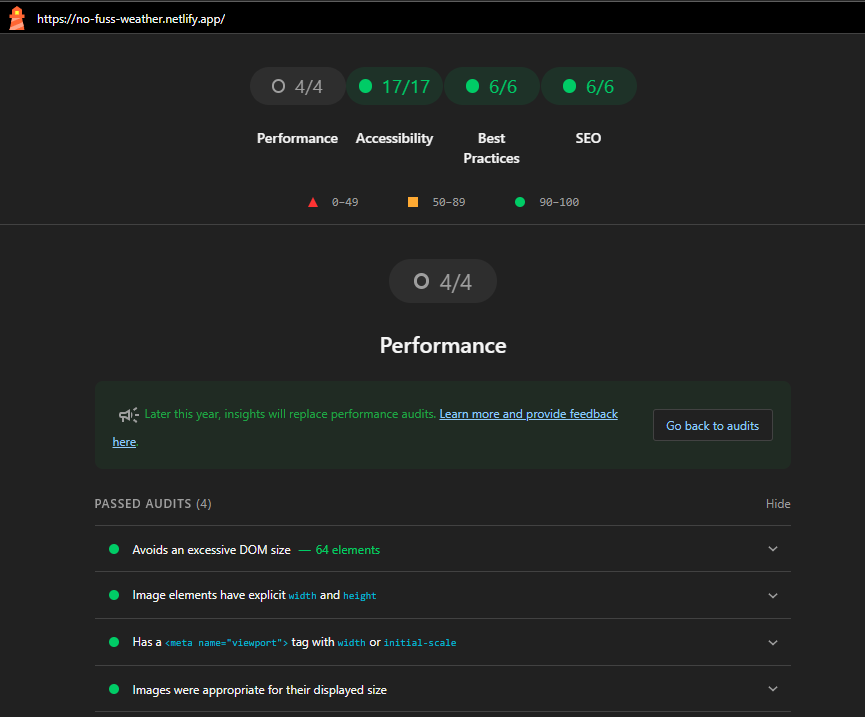 https://no-fuss-weather.netlify.app/
4/4 17/17 6/6 6/6
Performance Accessibility Best Practices SEO
0–49 50–89 90–100
4/4
Performance
Later this year, insights will replace performance audits. Learn more and provide feedback
here.
Go back to audits
PASSED AUDITS (4) Hide
Avoids an excessive DOM size — 64 elements
Image elements have explicit width and height
Has a <meta name="viewport"> tag with width or initial-scale
Images were appropriate for their displayed size